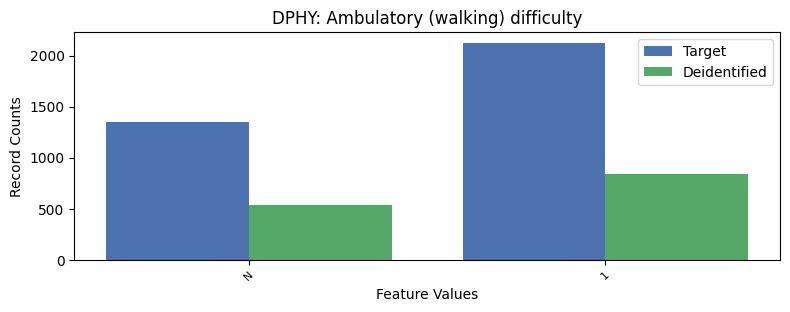 DPHY: Ambulatory (walking) difficulty
Target
Deidentified
Record Counts
2000
1500
1000
500
0
N
1
Feature Values